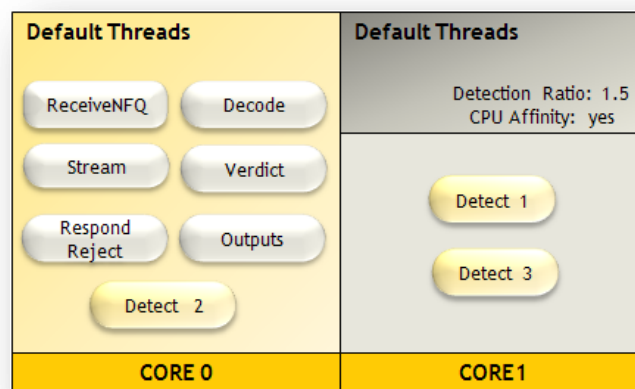 Default Threads
ReceiveNFQ
Decode
Stream
Verdict
Respond
Reject
Outputs
Detect 2
CORE 0
Default Threads
Detection Ratio: 1.5
CPU Affinity: yes
Detect 1
Detect 3
CORE1